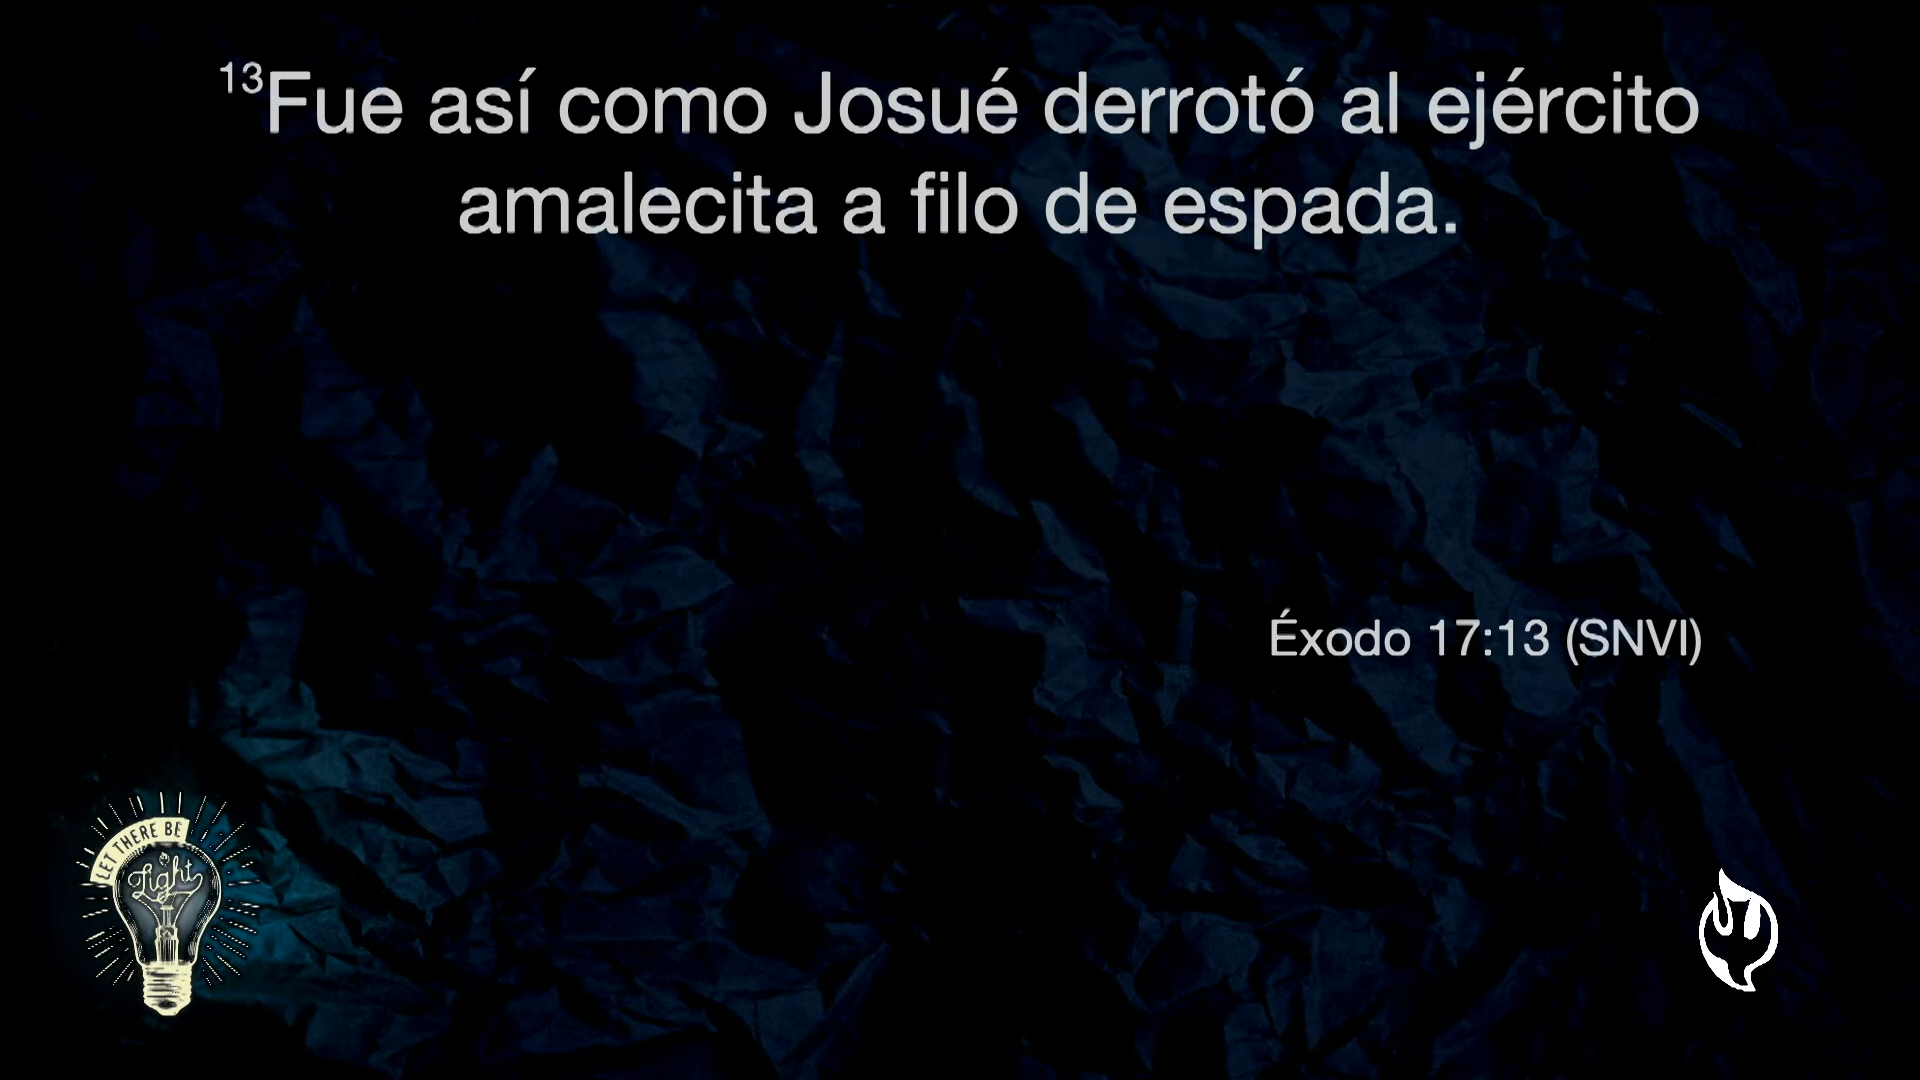 ¹³Fue así como Josué derrotó al ejército
amalecita a filo de espada.
Éxodo 17:13 (SNVI)
LET THERE BE
Light